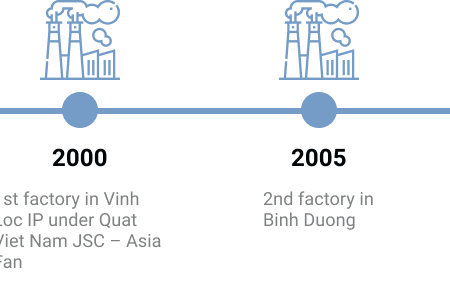 2000
st factory in Vinh
Loc IP under Quat
Viet Nam JSC – Asia
Fan
2005
2nd factory in
Binh Duong